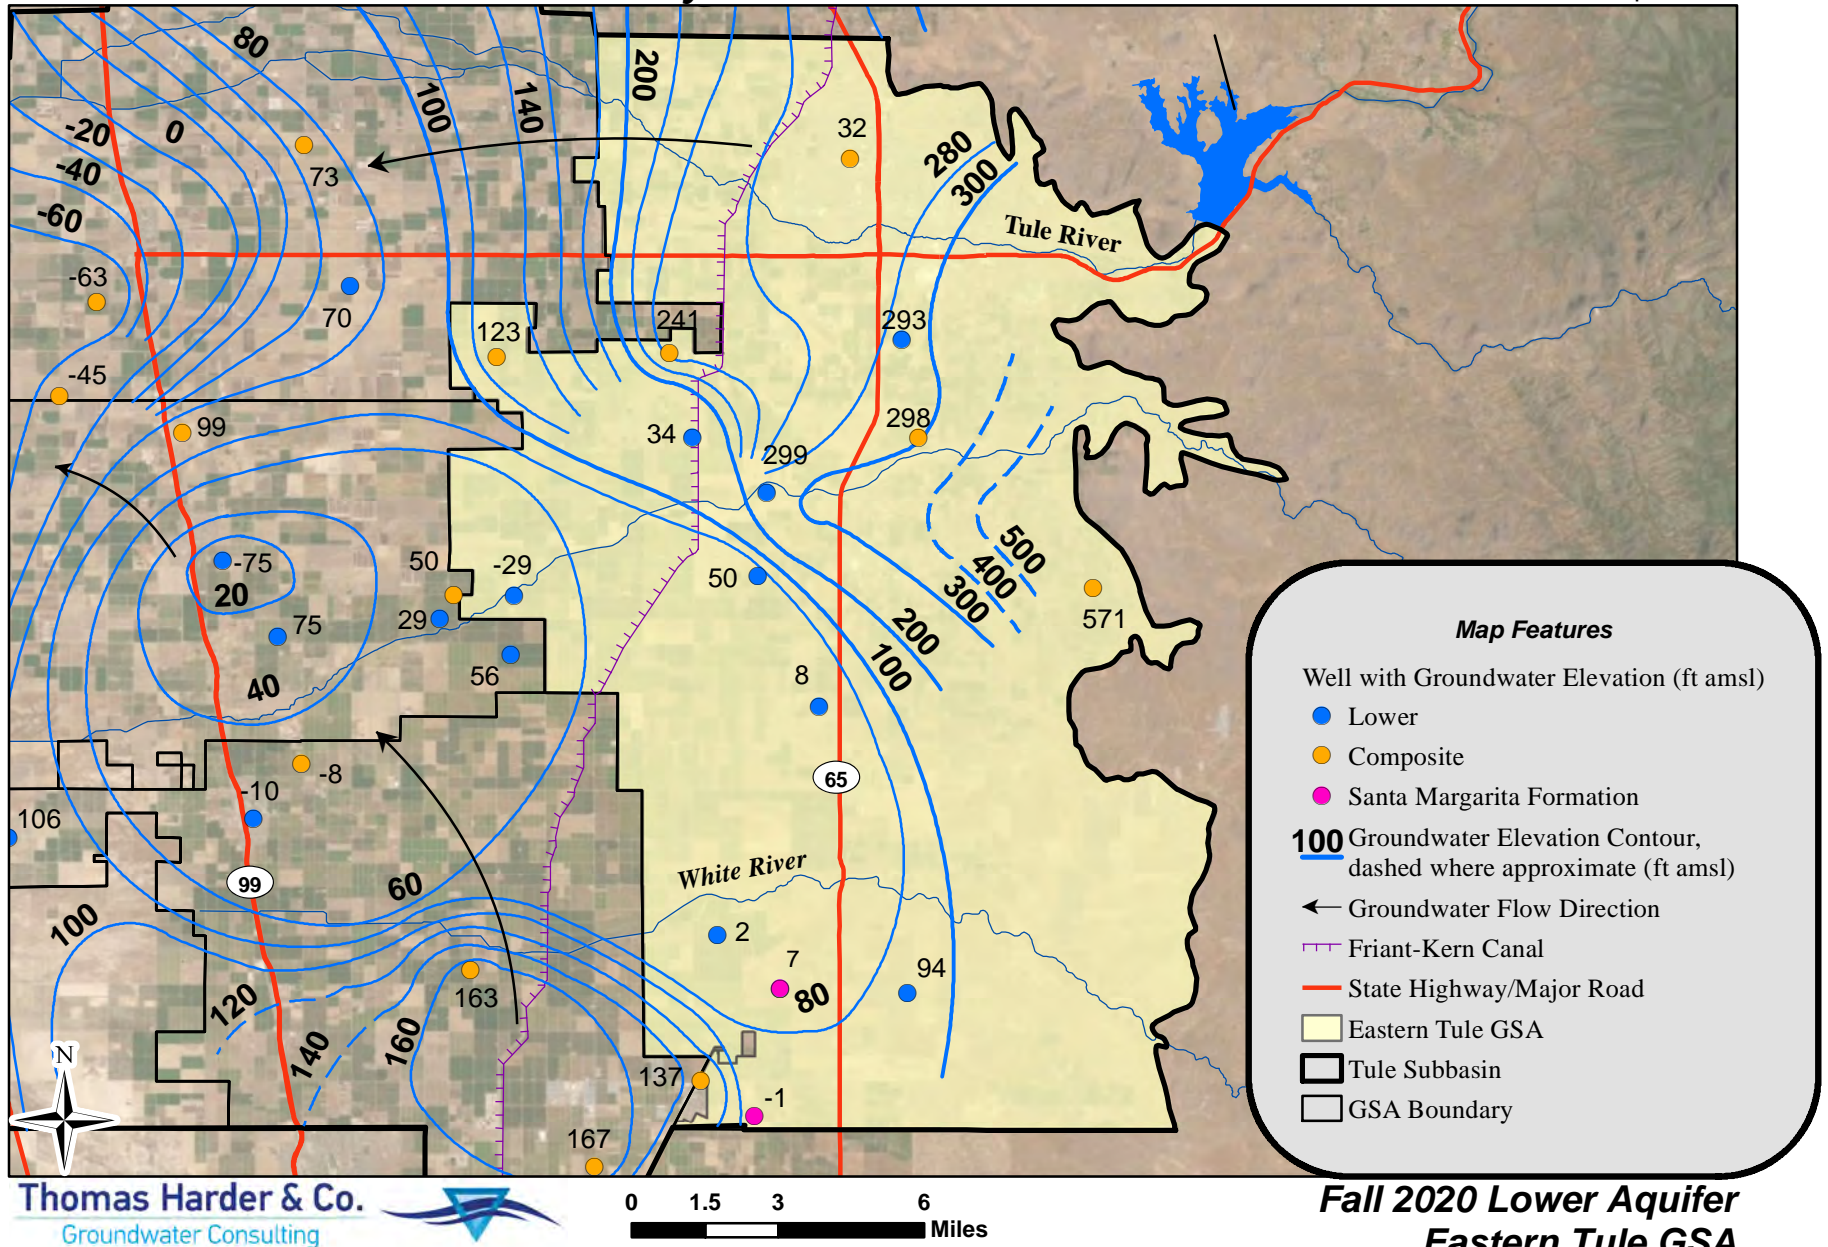 80
200
100
140
-20
0
32
280
-40
73
300
-60
Tule River
-63
70
123
241
293
-45
99
34
298
299
-75
50
-29
50
500
400
20
300
571
29
75
200
56
100
40
8
-8
65
-10
106
99
60
White River
100
2
7
94
120
163
80
140
160
137
-1
167
N
Map Features
Well with Groundwater Elevation (ft amsl)
Lower
Composite
Santa Margarita Formation
100 Groundwater Elevation Contour,
dashed where approximate (ft amsl)
Groundwater Flow Direction
Friant-Kern Canal
State Highway/Major Road
Eastern Tule GSA
Tule Subbasin
GSA Boundary
Thomas Harder & Co.
Groundwater Consulting
0 1.5 3 6
Miles
Fall 2020 Lower Aquifer
Eastern Tule GSA